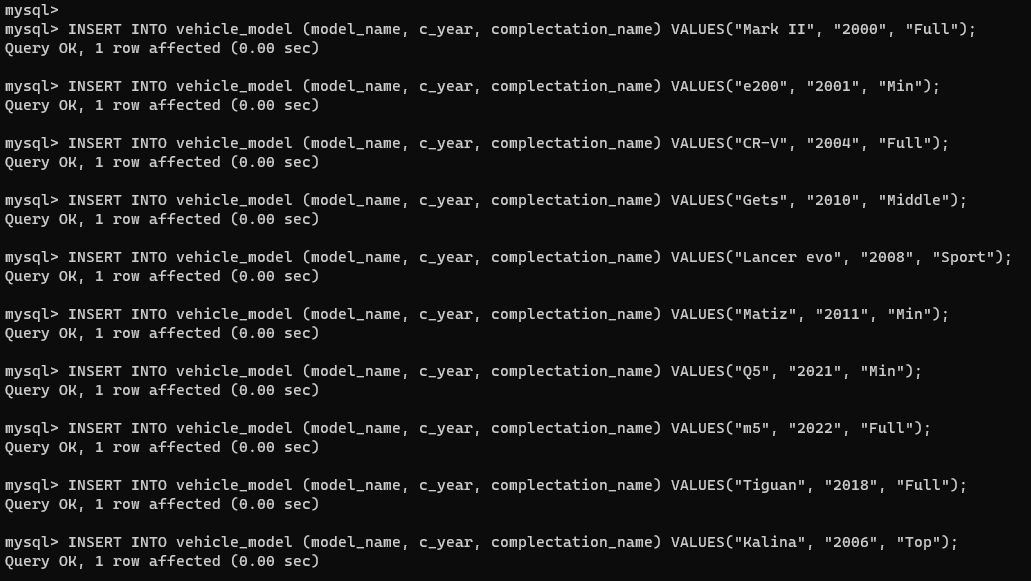 mysql>
mysql> INSERT INTO vehicle_model (model_name, c_year, complectation_name) VALUES("Mark II", "2000", "Full");
Query OK, 1 row affected (0.00 sec)
mysql> INSERT INTO vehicle_model (model_name, c_year, complectation_name) VALUES("e200", "2001", "Min");
Query OK, 1 row affected (0.00 sec)
mysql> INSERT INTO vehicle_model (model_name, c_year, complectation_name) VALUES("CR-V", "2004", "Full");
Query OK, 1 row affected (0.00 sec)
mysql> INSERT INTO vehicle_model (model_name, c_year, complectation_name) VALUES("Gets", "2010", "Middle");
Query OK, 1 row affected (0.00 sec)
mysql> INSERT INTO vehicle_model (model_name, c_year, complectation_name) VALUES("Lancer evo", "2008", "Sport");
Query OK, 1 row affected (0.00 sec)
mysql> INSERT INTO vehicle_model (model_name, c_year, complectation_name) VALUES("Matiz", "2011", "Min");
Query OK, 1 row affected (0.00 sec)
mysql> INSERT INTO vehicle_model (model_name, c_year, complectation_name) VALUES("Q5", "2021", "Min");
Query OK, 1 row affected (0.00 sec)
mysql> INSERT INTO vehicle_model (model_name, c_year, complectation_name) VALUES("m5", "2022", "Full");
Query OK, 1 row affected (0.00 sec)
mysql> INSERT INTO vehicle_model (model_name, c_year, complectation_name) VALUES("Tiguan", "2018", "Full");
Query OK, 1 row affected (0.00 sec)
mysql> INSERT INTO vehicle_model (model_name, c_year, complectation_name) VALUES("Kalina", "2006", "Top");
Query OK, 1 row affected (0.00 sec)